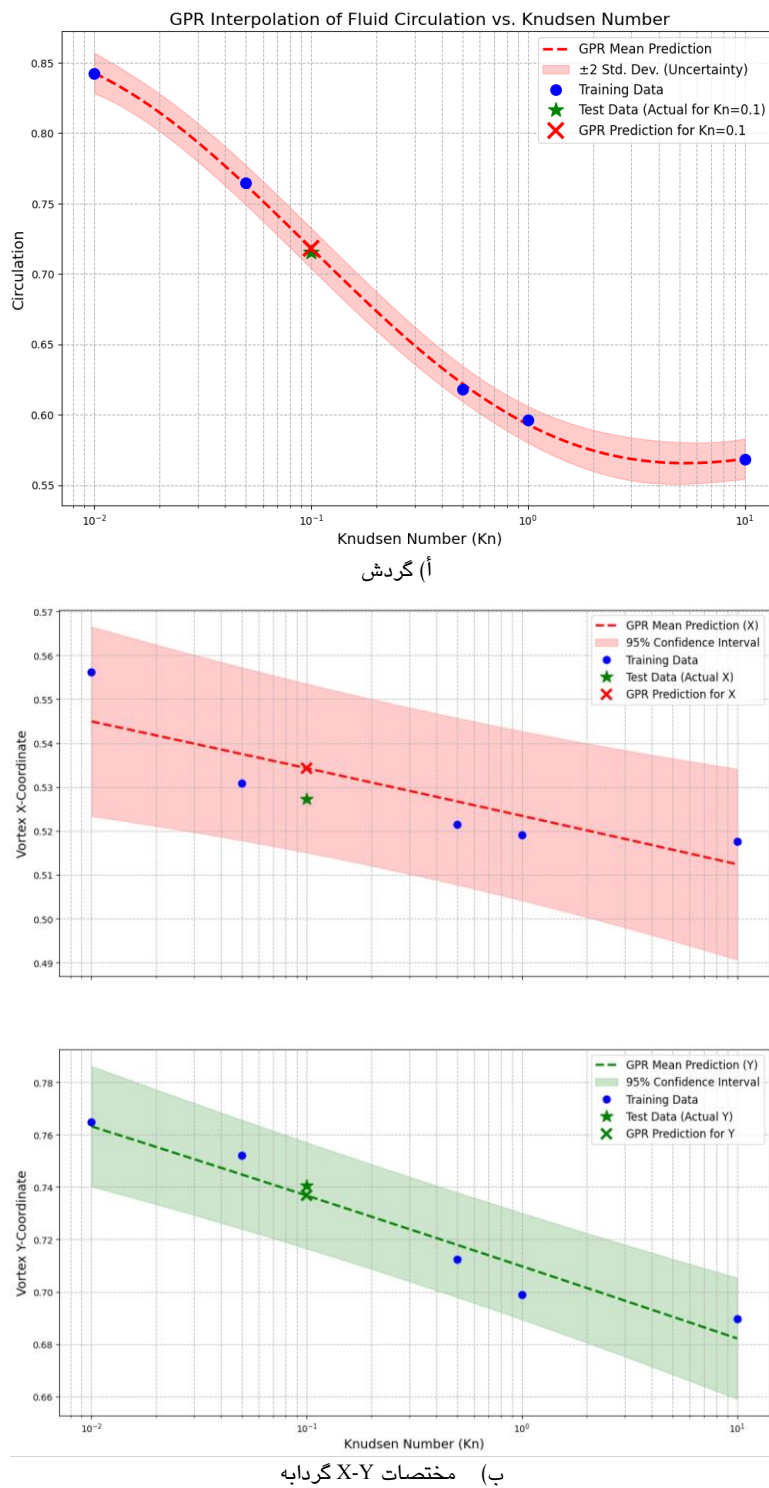 GPR Interpolation of Fluid Circulation vs. Knudsen Number
GPR Mean Prediction
±2 Std. Dev. (Uncertainty)
Training Data
Test Data (Actual for Kn=0.1)
GPR Prediction for Kn=0.1
Circulation
0.85
0.80
0.75
0.70
0.65
0.60
0.55
10⁻² 10⁻¹ 10⁰ 10¹
Knudsen Number (Kn)
أ) گردش
GPR Mean Prediction (X)
95% Confidence Interval
Training Data
Test Data (Actual X)
GPR Prediction for X
Vortex X-Coordinate
0.57
0.56
0.55
0.54
0.53
0.52
0.51
0.50
0.49
GPR Mean Prediction (Y)
95% Confidence Interval
Training Data
Test Data (Actual Y)
GPR Prediction for Y
Vortex Y-Coordinate
0.78
0.76
0.74
0.72
0.70
0.68
0.66
10⁻² 10⁻¹ 10⁰ 10¹
Knudsen Number (Kn)
ب) مختصات X-Y گردابه